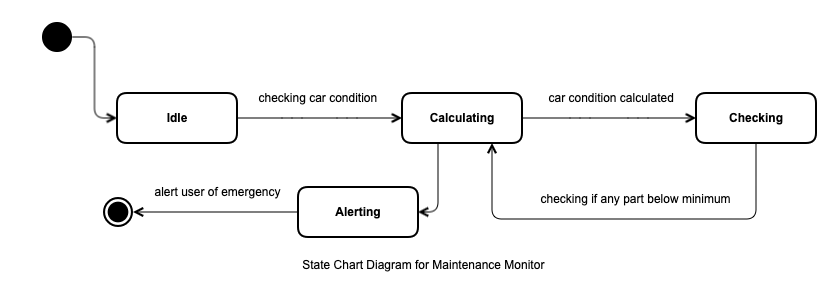 checking car condition
car condition calculated
Idle
Calculating
Checking
alert user of emergency
checking if any part below minimum
Alerting
State Chart Diagram for Maintenance Monitor